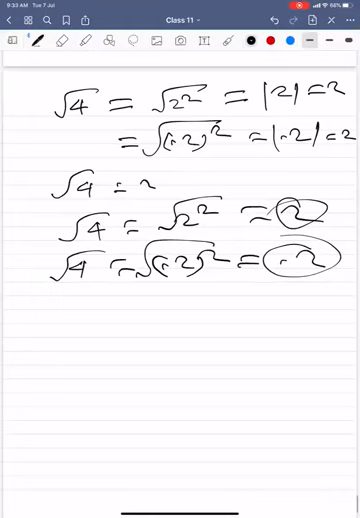 9:33 AM Tue 7 Jul
Class 11
√4 = √2² = |2| = 2
= √(-2)² = |-2| = 2
√4 = 2
√4 = √2² = 2
√4 = √(-2)² = -2